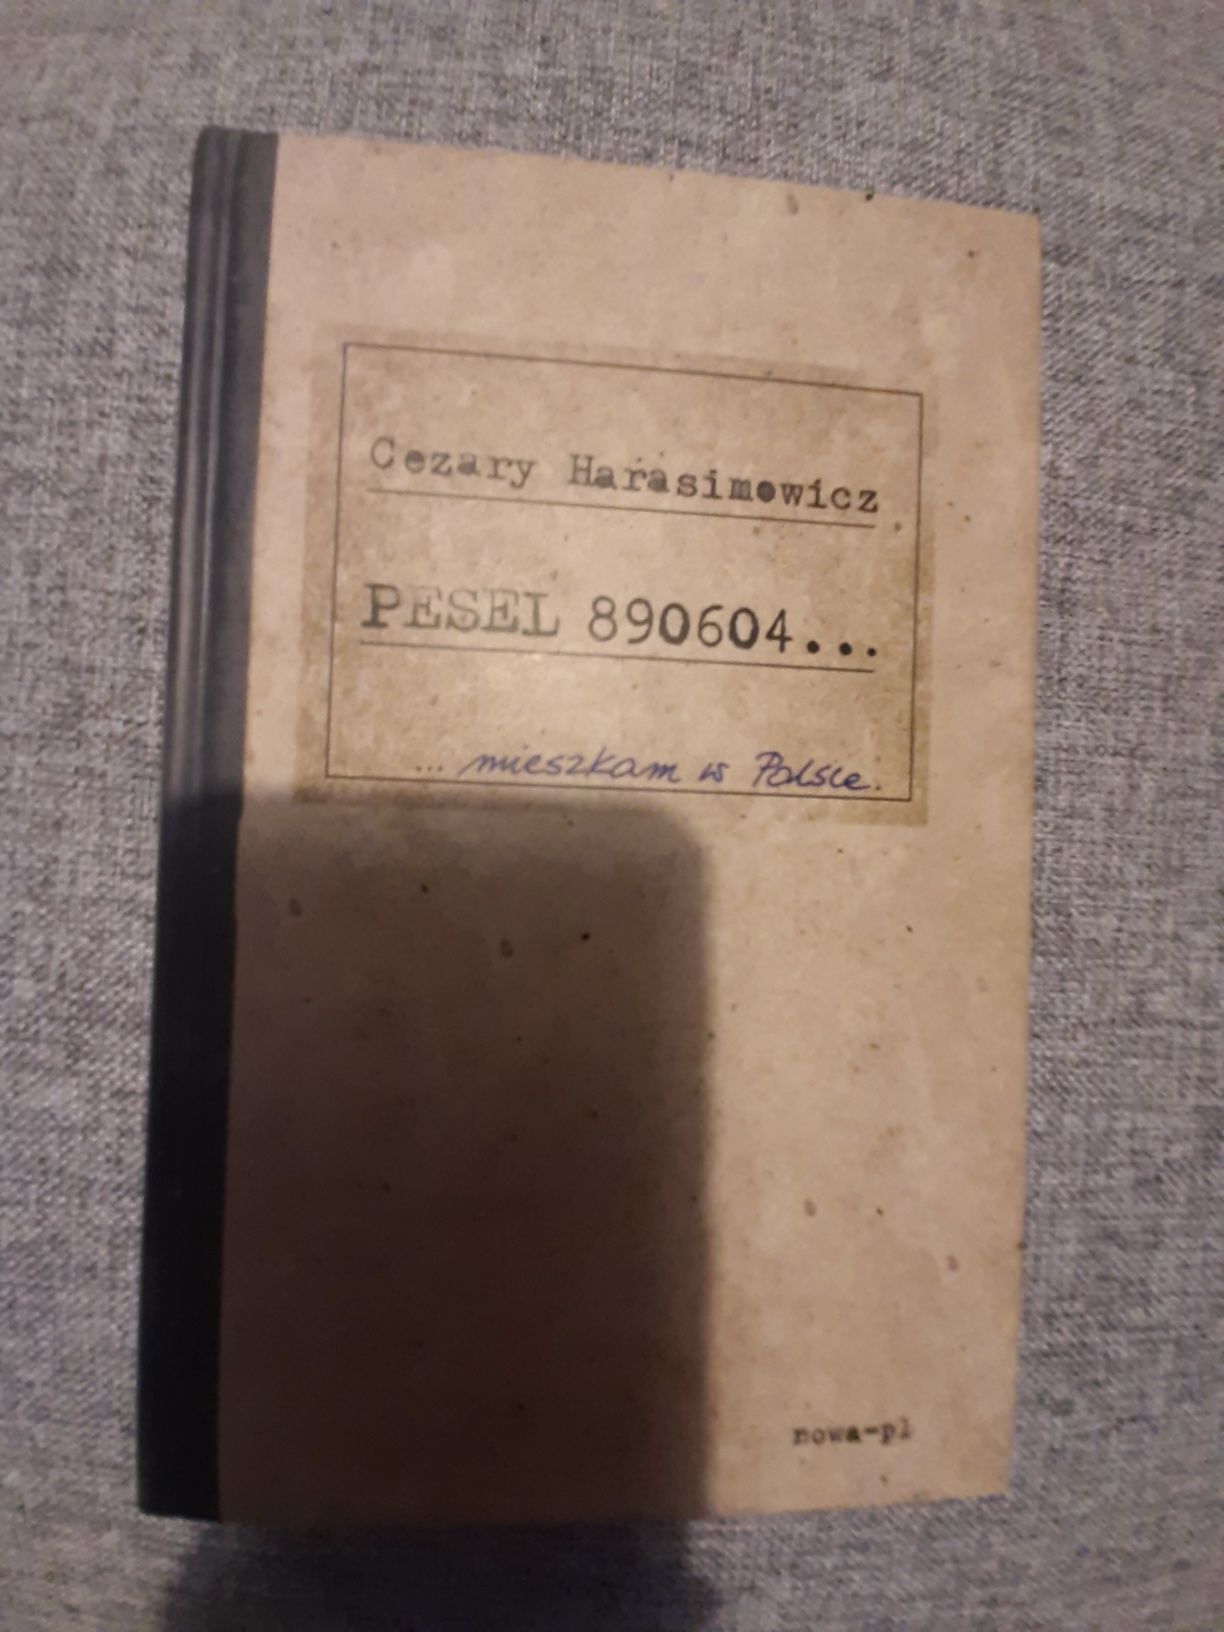 Cezary Harasimowicz
PESEL 890604...
... mieszkam w Polsce.
nowa-pl